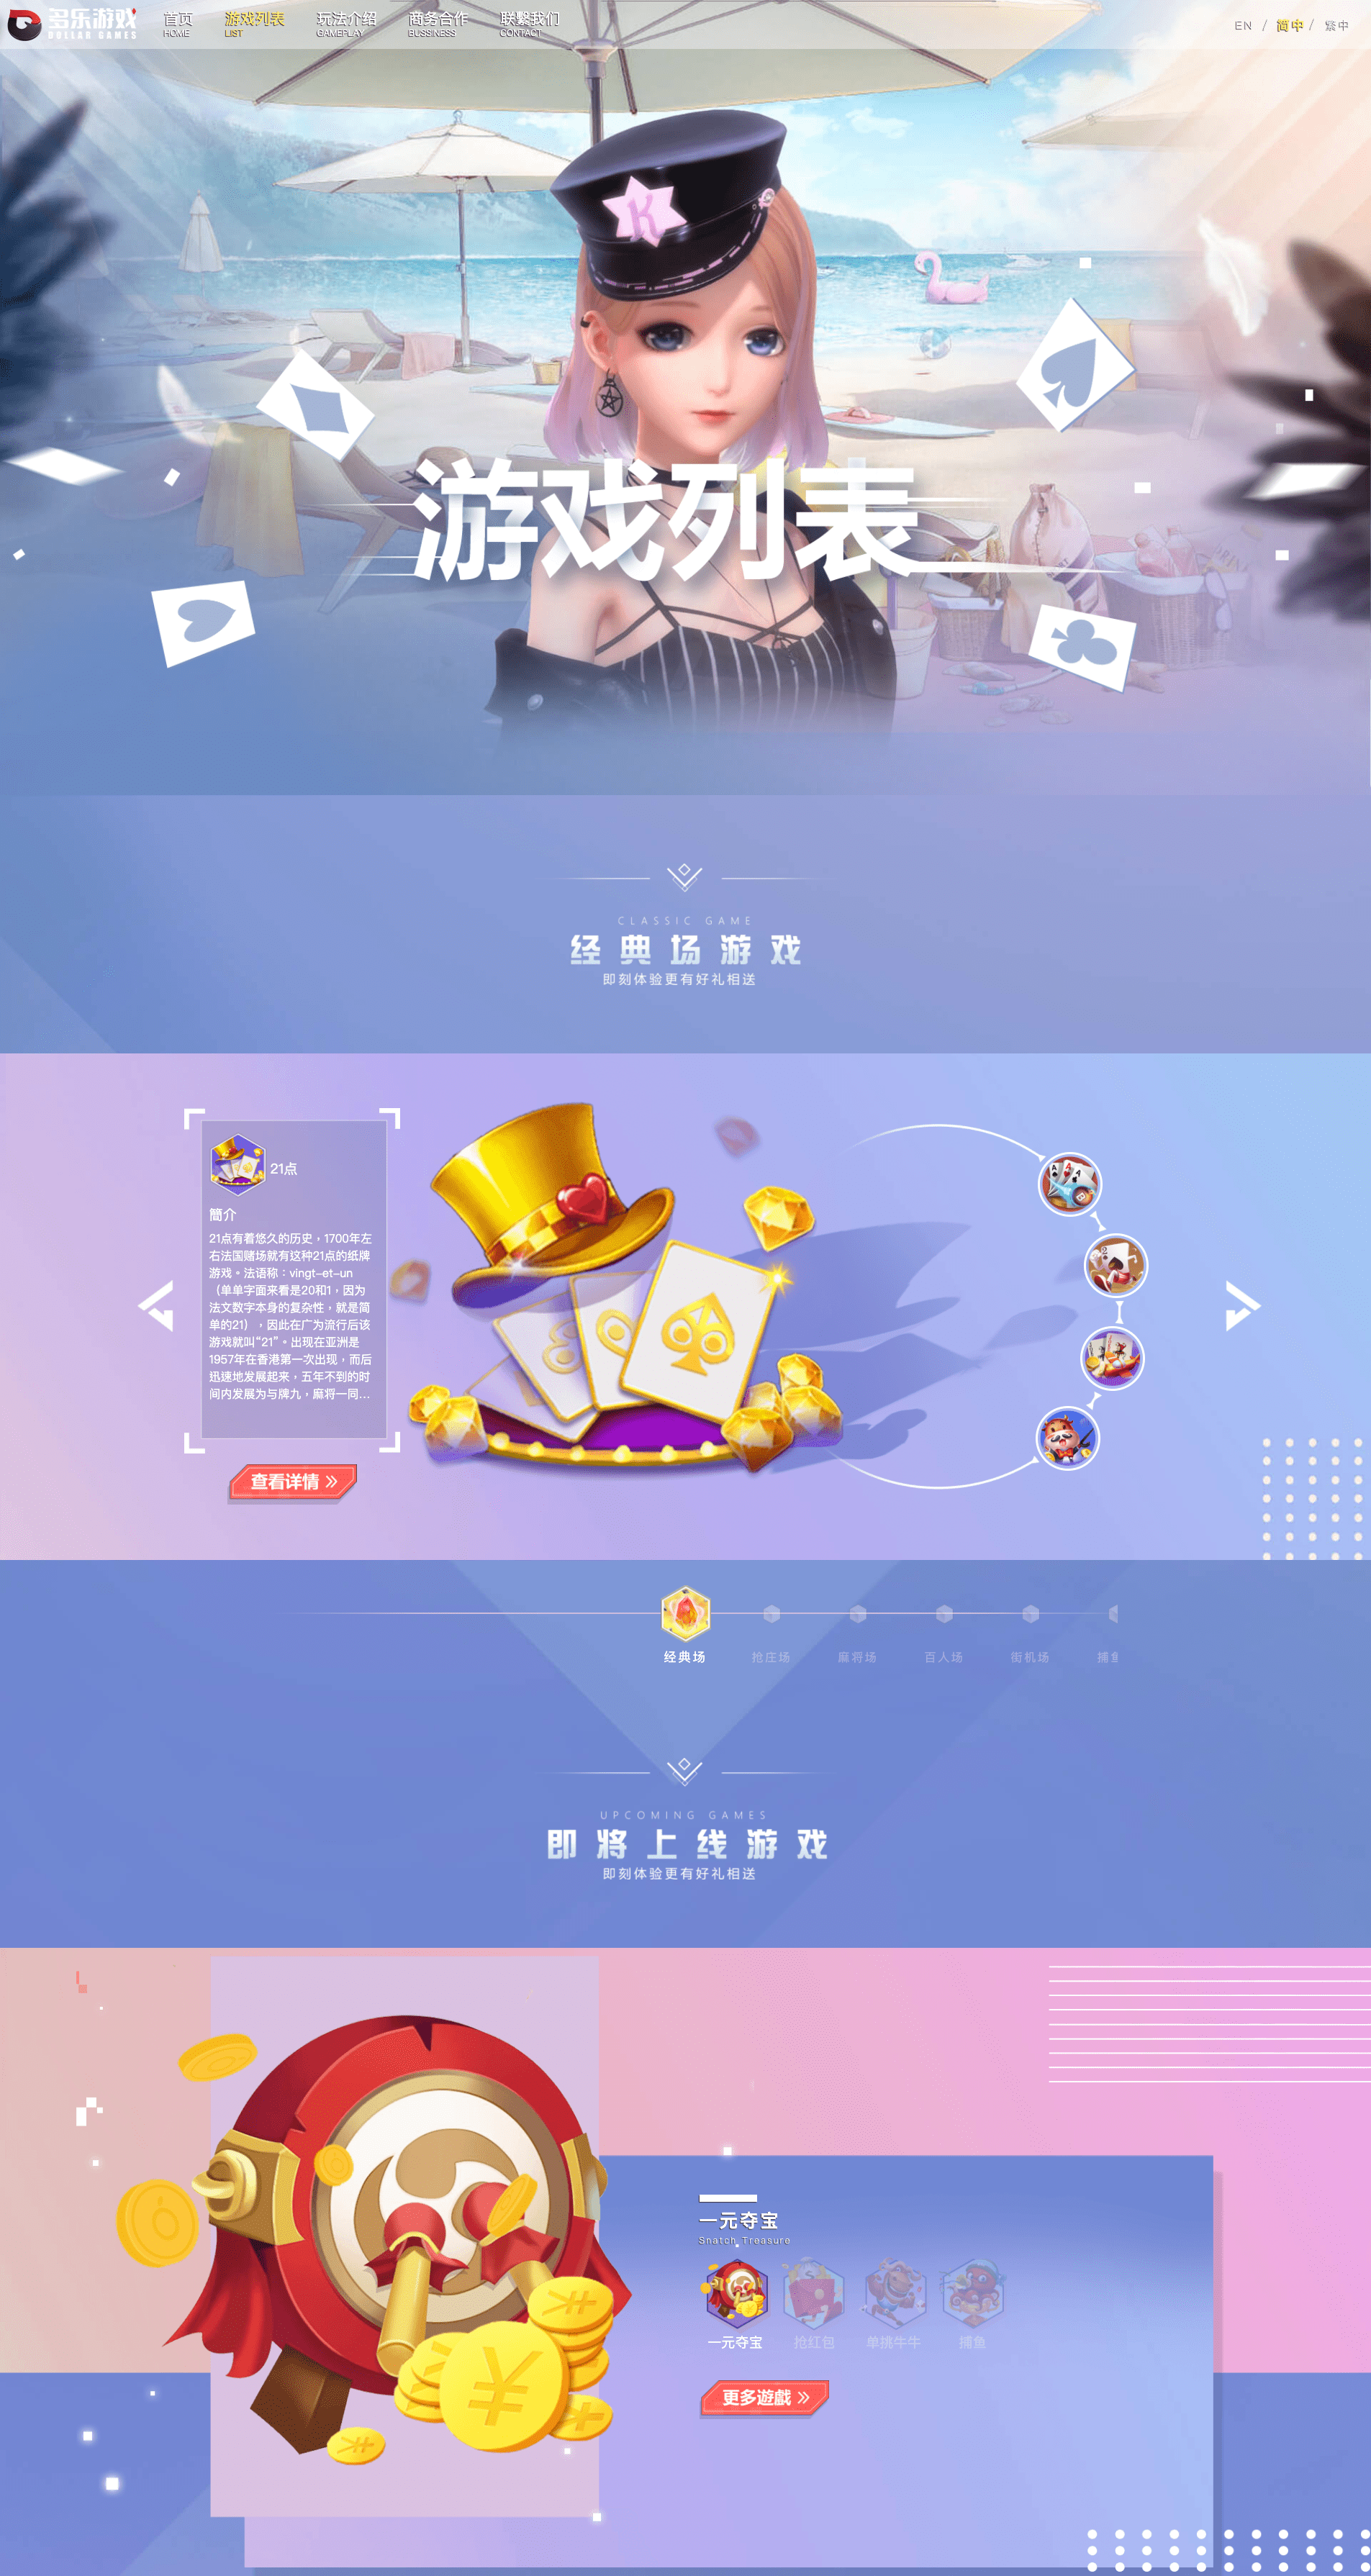 多乐游戏
DOLLAR GAMES
首页
HOME
游戏列表
LIST
玩法介绍
GAMEPLAY
商务合作
BUSSINESS
联繫我们
CONTACT
EN / 简中 / 繁中
K
游戏列表
CLASSIC GAME
经典场游戏
即刻体验更有好礼相送
21点
簡介
21点有着悠久的历史，1700年左
右法国赌场就有这种21点的纸牌
游戏。法语称：vingt-et-un
（单单字面来看是20和1，因为
法文数字本身的复杂性，就是简
单的21），因此在广为流行后该
游戏就叫“21”。出现在亚洲是
1957年在香港第一次出现，而后
迅速地发展起来，五年不到的时
间内发展为与牌九，麻将一同...
查看详情
经典场
抢庄场
麻将场
百人场
街机场
捕鱼
UPCOMING GAMES
即将上线游戏
即刻体验更有好礼相送
一元夺宝
Snatch Treasure
一元夺宝
抢红包
单挑牛牛
捕鱼
更多遊戲